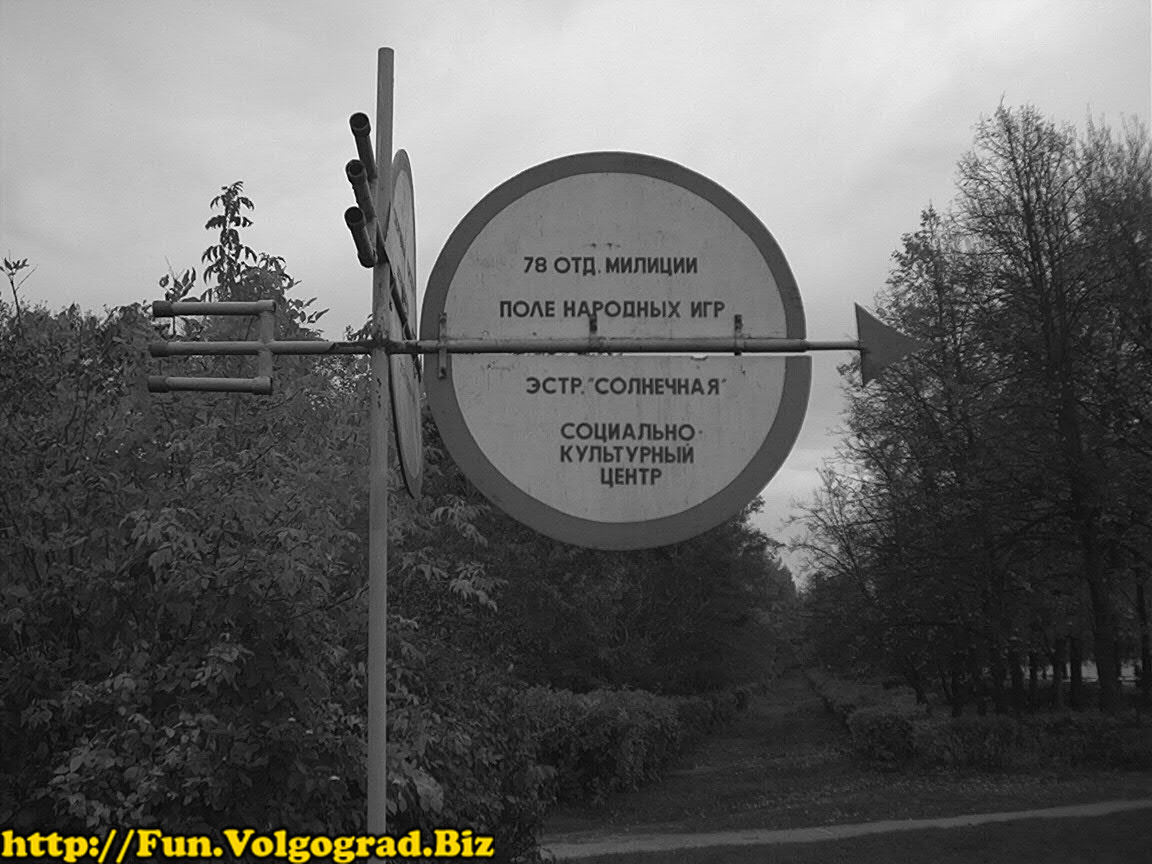 78 ОТД. МИЛИЦИИ
ПОЛЕ НАРОДНЫХ ИГР
ЭСТР. "СОЛНЕЧНАЯ"
СОЦИАЛЬНО-
КУЛЬТУРНЫЙ
ЦЕНТР
http://Fun.Volgograd.Biz